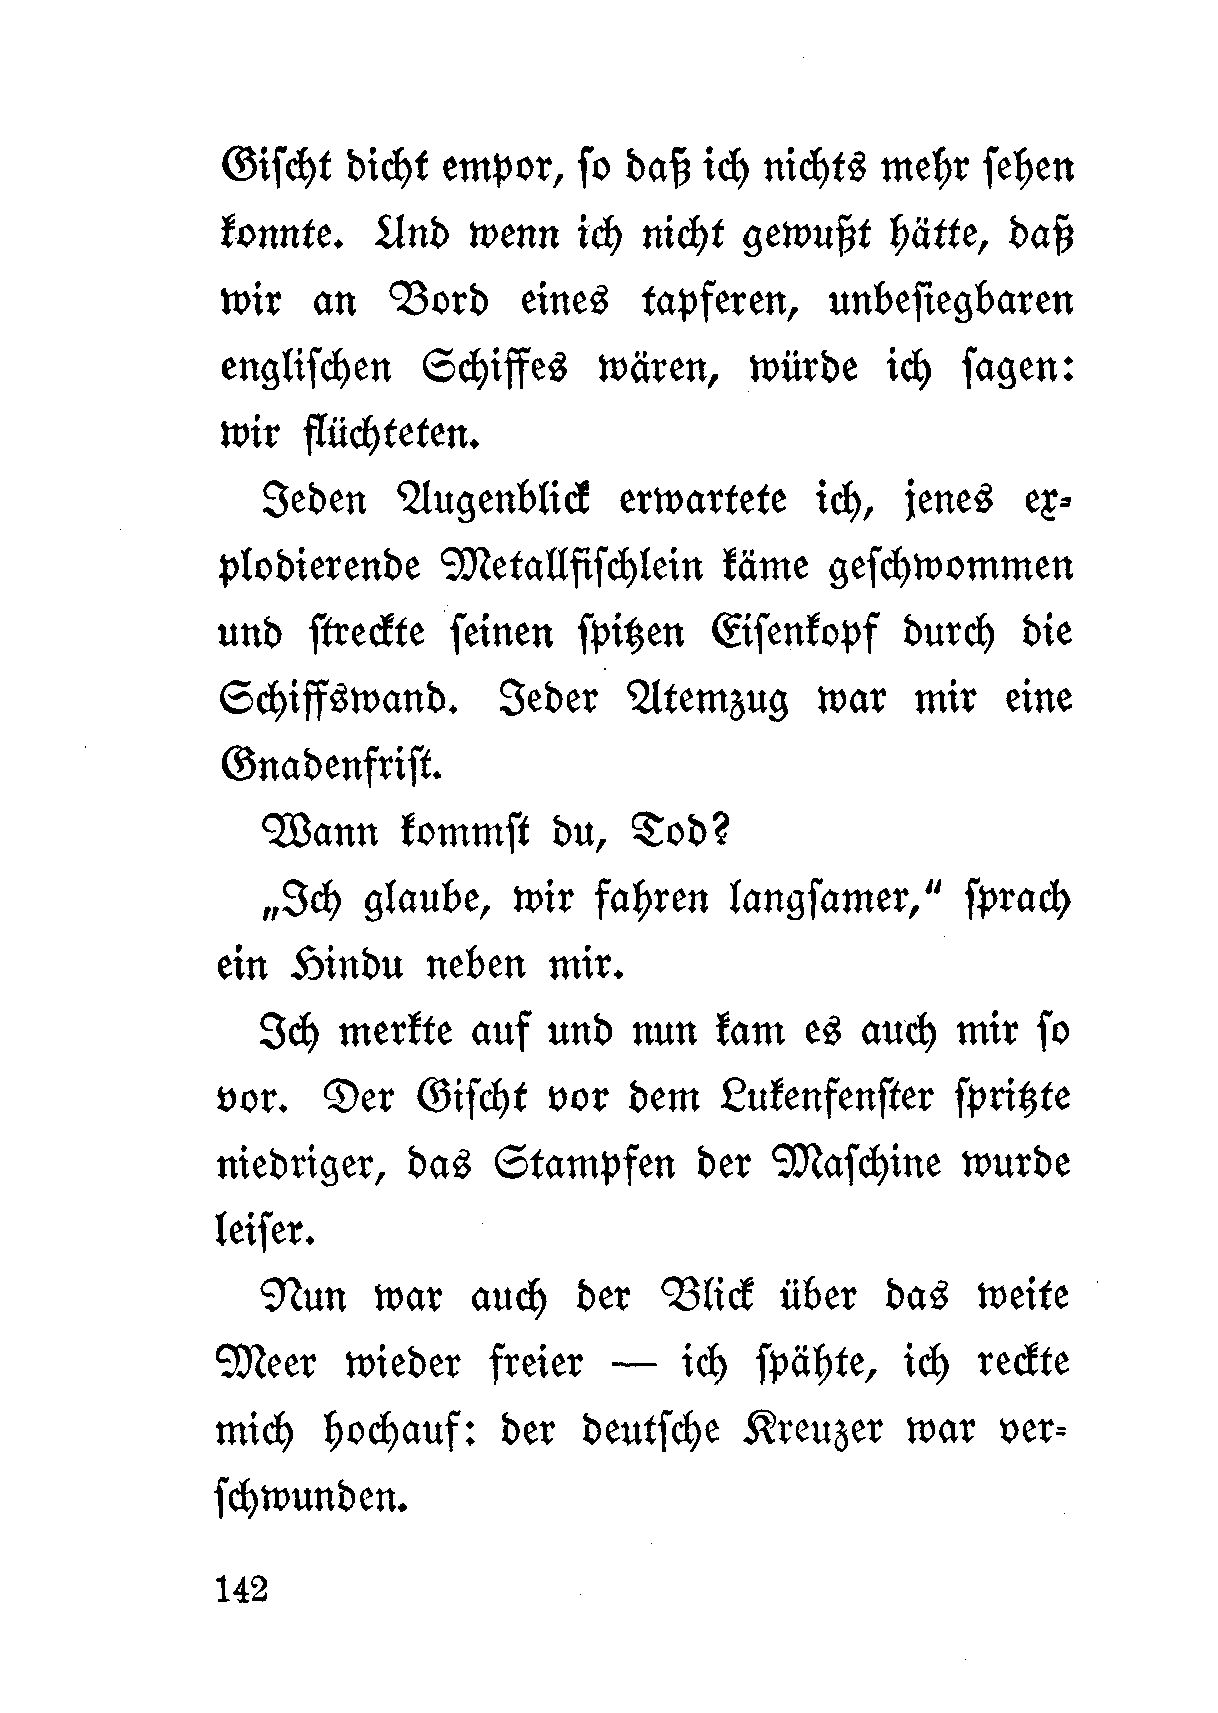 Gischt dicht empor, so daß ich nichts mehr sehen
konnte. Und wenn ich nicht gewußt hätte, daß
wir an Bord eines tapferen, unbesiegbaren
englischen Schiffes wären, würde ich sagen:
wir flüchteten.
Jeden Augenblick erwartete ich, jenes ex-
plodierende Metallfischlein käme geschwommen
und streckte seinen spitzen Eisenkopf durch die
Schiffswand. Jeder Atemzug war mir eine
Gnadenfrist.
Wann kommst du, Tod?
„Ich glaube, wir fahren langsamer,“ sprach
ein Hindu neben mir.
Ich merkte auf und nun kam es auch mir so
vor. Der Gischt vor dem Lukenfenster spritzte
niedriger, das Stampfen der Maschine wurde
leiser.
Nun war auch der Blick über das weite
Meer wieder freier — ich spähte, ich reckte
mich hochauf: der deutsche Kreuzer war ver-
schwunden.
142